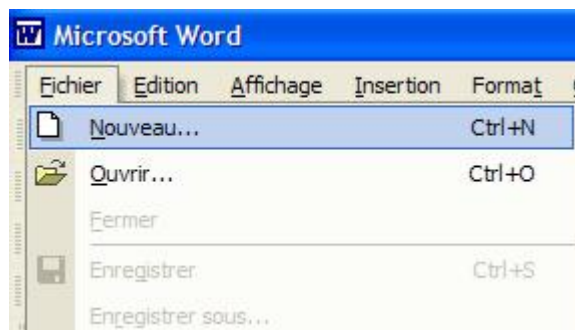 Microsoft Word
Fichier Edition Affichage Insertion Format
Nouveau... Ctrl+N
Ouvrir... Ctrl+O
Fermer
Enregistrer Ctrl+S
Enregistrer sous...